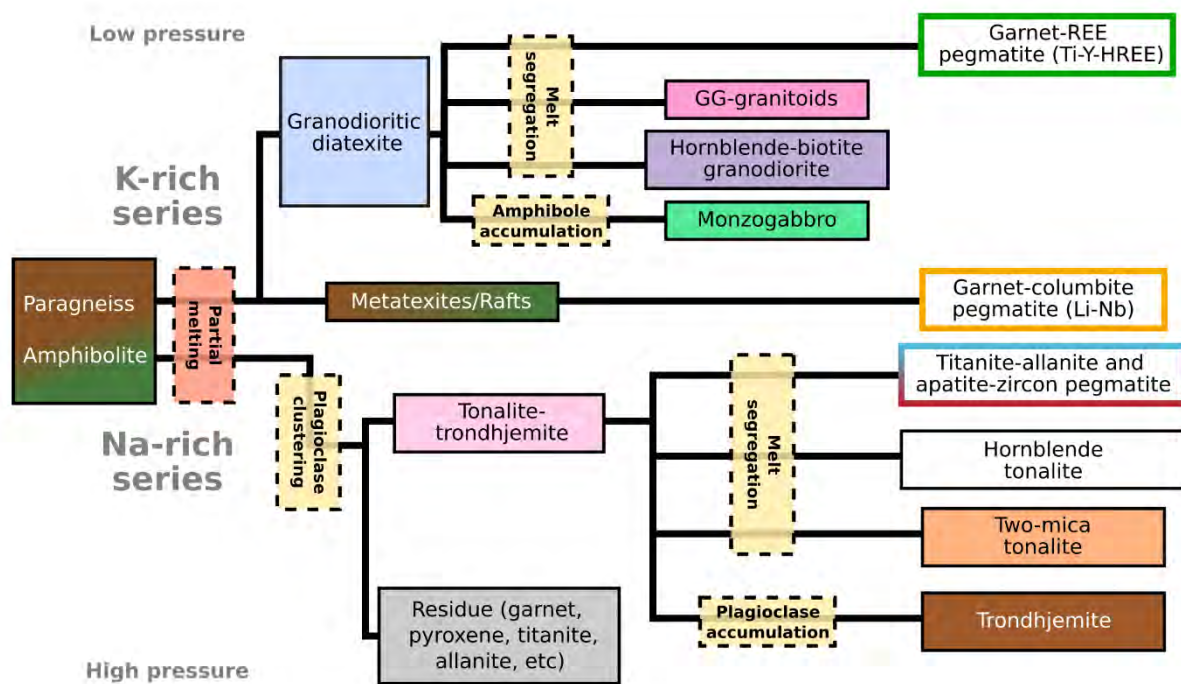 Low pressure
Garnet-REE
pegmatite (Ti-Y-HREE)
Melt
segregation
GG-granitoids
Granodioritic
diatexite
Hornblende-biotite
granodiorite
K-rich
series
Amphibole
accumulation
Monzogabbro
Paragneiss
Amphibolite
Partial
melting
Metatexites/Rafts
Garnet-columbite
pegmatite (Li-Nb)
Titanite-allanite and
apatite-zircon pegmatite
Plagioclase
clustering
Tonalite-
trondhjemite
Melt
segregation
Na-rich
series
Hornblende
tonalite
Two-mica
tonalite
Residue (garnet,
pyroxene, titanite,
allanite, etc)
Plagioclase
accumulation
Trondhjemite
High pressure